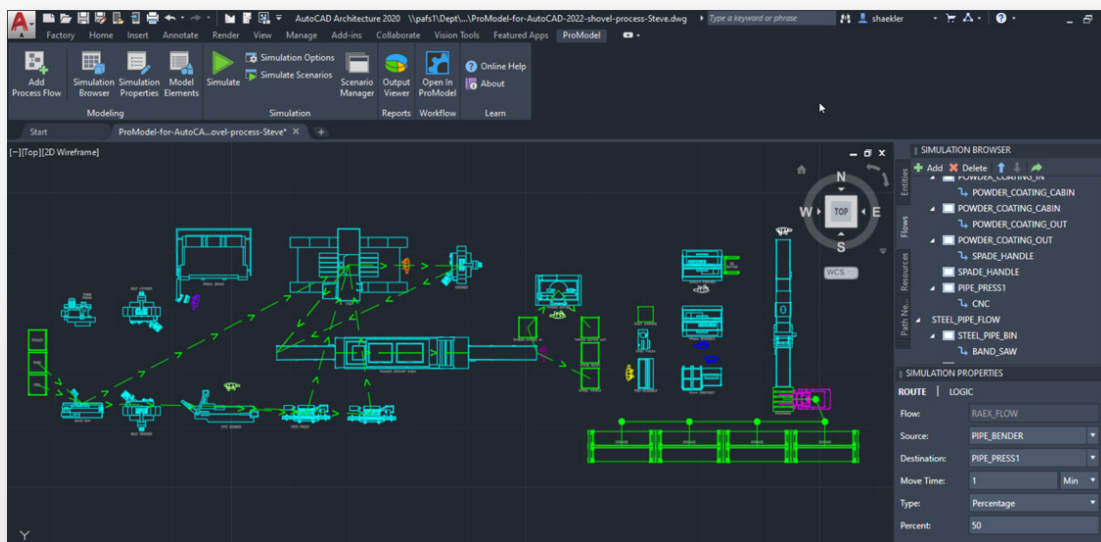 AutoCAD Architecture 2020 \\pafs1\Dept\...\ProModel-for-AutoCAD-2022-shovel-process-Steve.dwg Type a keyword or phrase shaekler
Factory Home Insert Annotate Render View Manage Add-ins Collaborate Vision Tools Featured Apps ProModel
Add Process Flow
Simulation Browser
Simulation Properties
Model Elements
Simulate
Simulation Options
Simulate Scenarios
Scenario Manager
Output Viewer
Open In ProModel
Online Help
About
Modeling Simulation Reports Workflow Learn
Start ProModel-for-AutoCA...ovel-process-Steve*
[−][Top][2D Wireframe]
N
W TOP E
S
WCS
Y
SIMULATION BROWSER
Add Delete
Entities
Flows
Resources
Path Na...
POWDER_COATING_IN
POWDER_COATING_CABIN
POWDER_COATING_CABIN
POWDER_COATING_OUT
POWDER_COATING_OUT
SPADE_HANDLE
SPADE_HANDLE
PIPE_PRESS1
CNC
STEEL_PIPE_FLOW
STEEL_PIPE_BIN
BAND_SAW
SIMULATION PROPERTIES
ROUTE | LOGIC
Flow: RAEX_FLOW
Source: PIPE_BENDER
Destination: PIPE_PRESS1
Move Time: 1 Min
Type: Percentage
Percent: 50